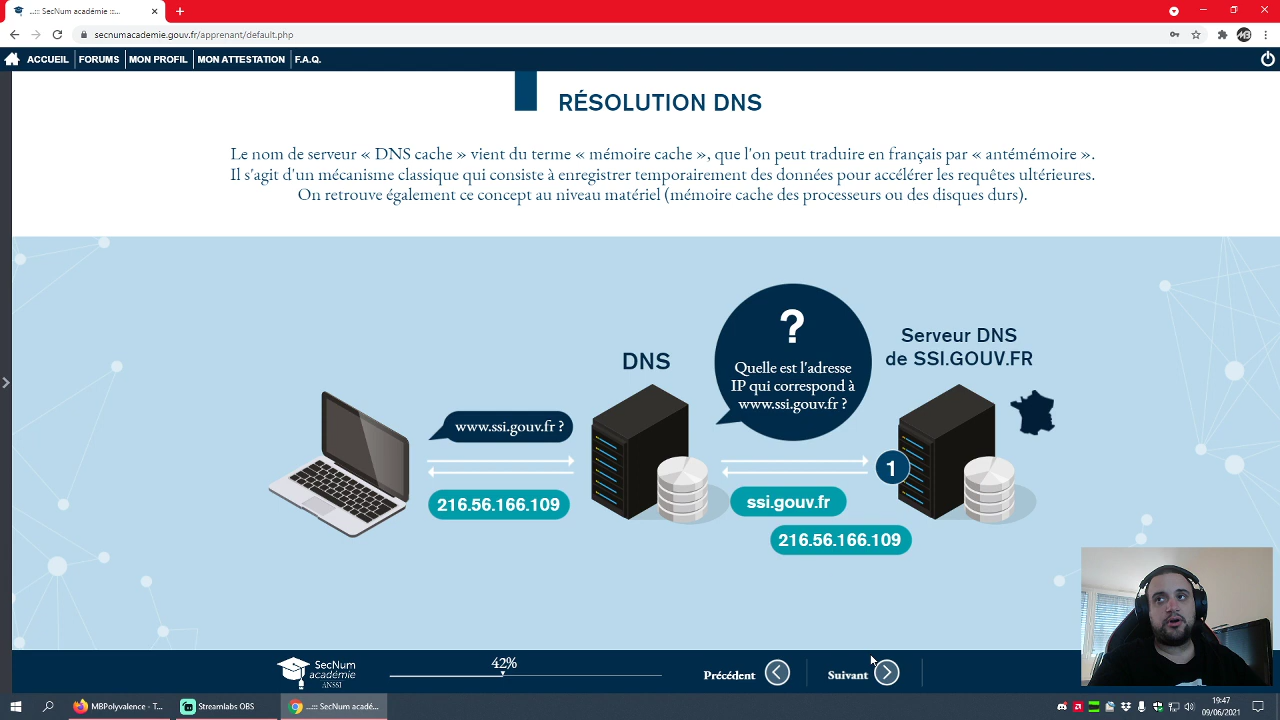 ..:: SecNum académie ::..
secnumacademie.gouv.fr/apprenant/default.php
ACCUEIL
FORUMS
MON PROFIL
MON ATTESTATION
F.A.Q.
RÉSOLUTION DNS
Le nom de serveur « DNS cache » vient du terme « mémoire cache », que l'on peut traduire en français par « antémémoire ».
Il s'agit d'un mécanisme classique qui consiste à enregistrer temporairement des données pour accélérer les requêtes ultérieures.
On retrouve également ce concept au niveau matériel (mémoire cache des processeurs ou des disques durs).
?
Quelle est l'adresse
IP qui correspond à
www.ssi.gouv.fr ?
Serveur DNS
de SSI.GOUV.FR
DNS
www.ssi.gouv.fr ?
1
216.56.166.109
ssi.gouv.fr
216.56.166.109
SecNum
académie
ANSSI
42%
Précédent
Suivant
MBPolyvalence - T...
Streamlabs OBS
..:: SecNum acadé...
19:47
09/06/2021